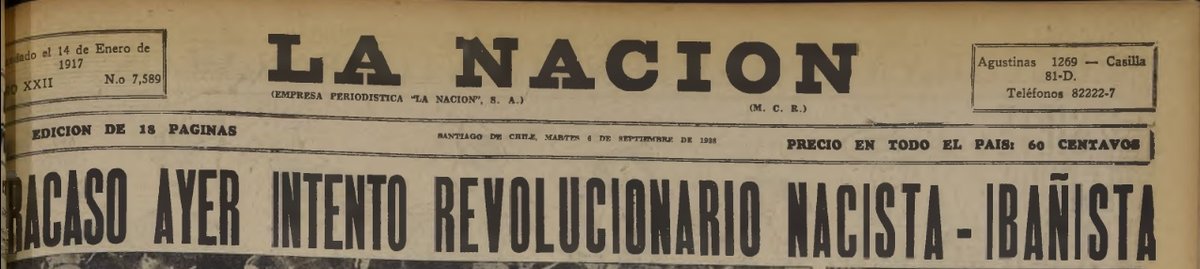 LA NACION
dado el 14 de Enero de
1917
O XXII N.o 7,589
(EMPRESA PERIODISTICA "LA NACION", S. A.)
(M. C. R.)
Agustinas 1269 — Casilla
81-D.
Teléfonos 82222-7
EDICION DE 18 PAGINAS
SANTIAGO DE CHILE, MARTES 6 DE SEPTIEMBRE DE 1938
PRECIO EN TODO EL PAIS: 60 CENTAVOS
RACASO AYER INTENTO REVOLUCIONARIO NACISTA - IBAÑISTA